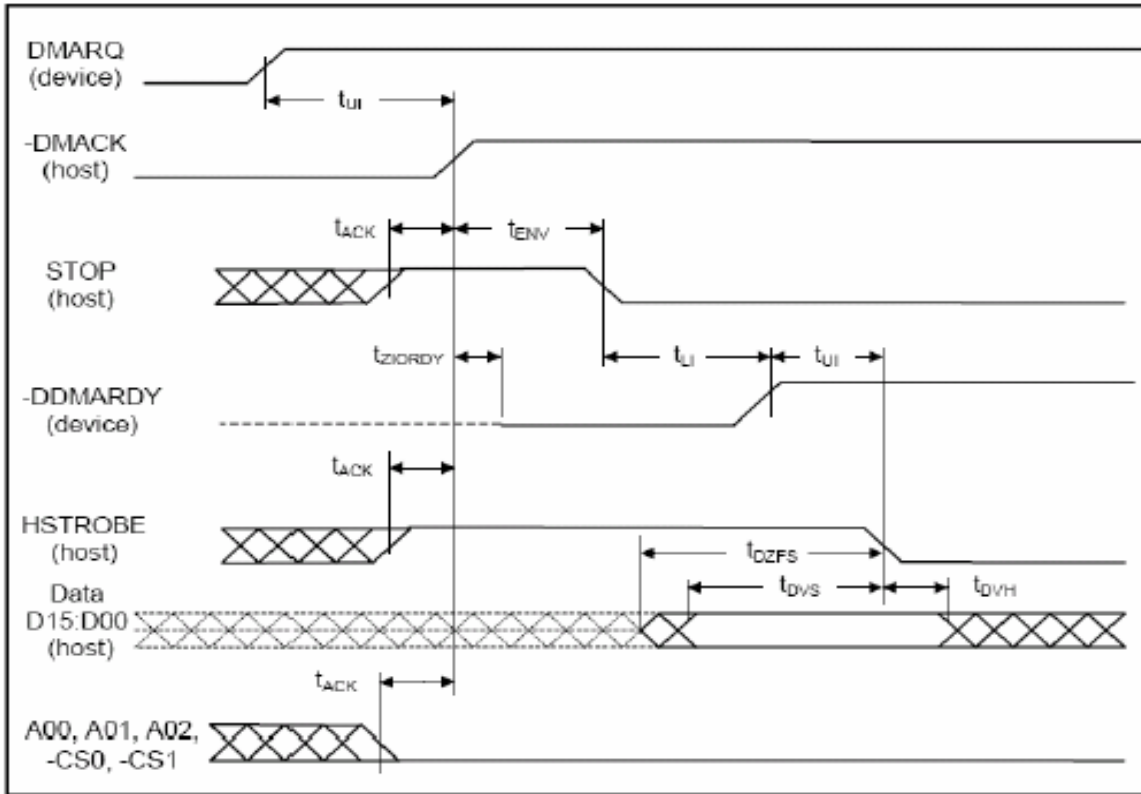 DMARQ
(device)
tUI
-DMACK
(host)
tACK
tENV
STOP
(host)
tZIORDY
tLI
tUI
-DDMARDY
(device)
tACK
HSTROBE
(host)
tDZFS
tDVS
tDVH
Data
D15:D00
(host)
tACK
A00, A01, A02,
-CS0, -CS1